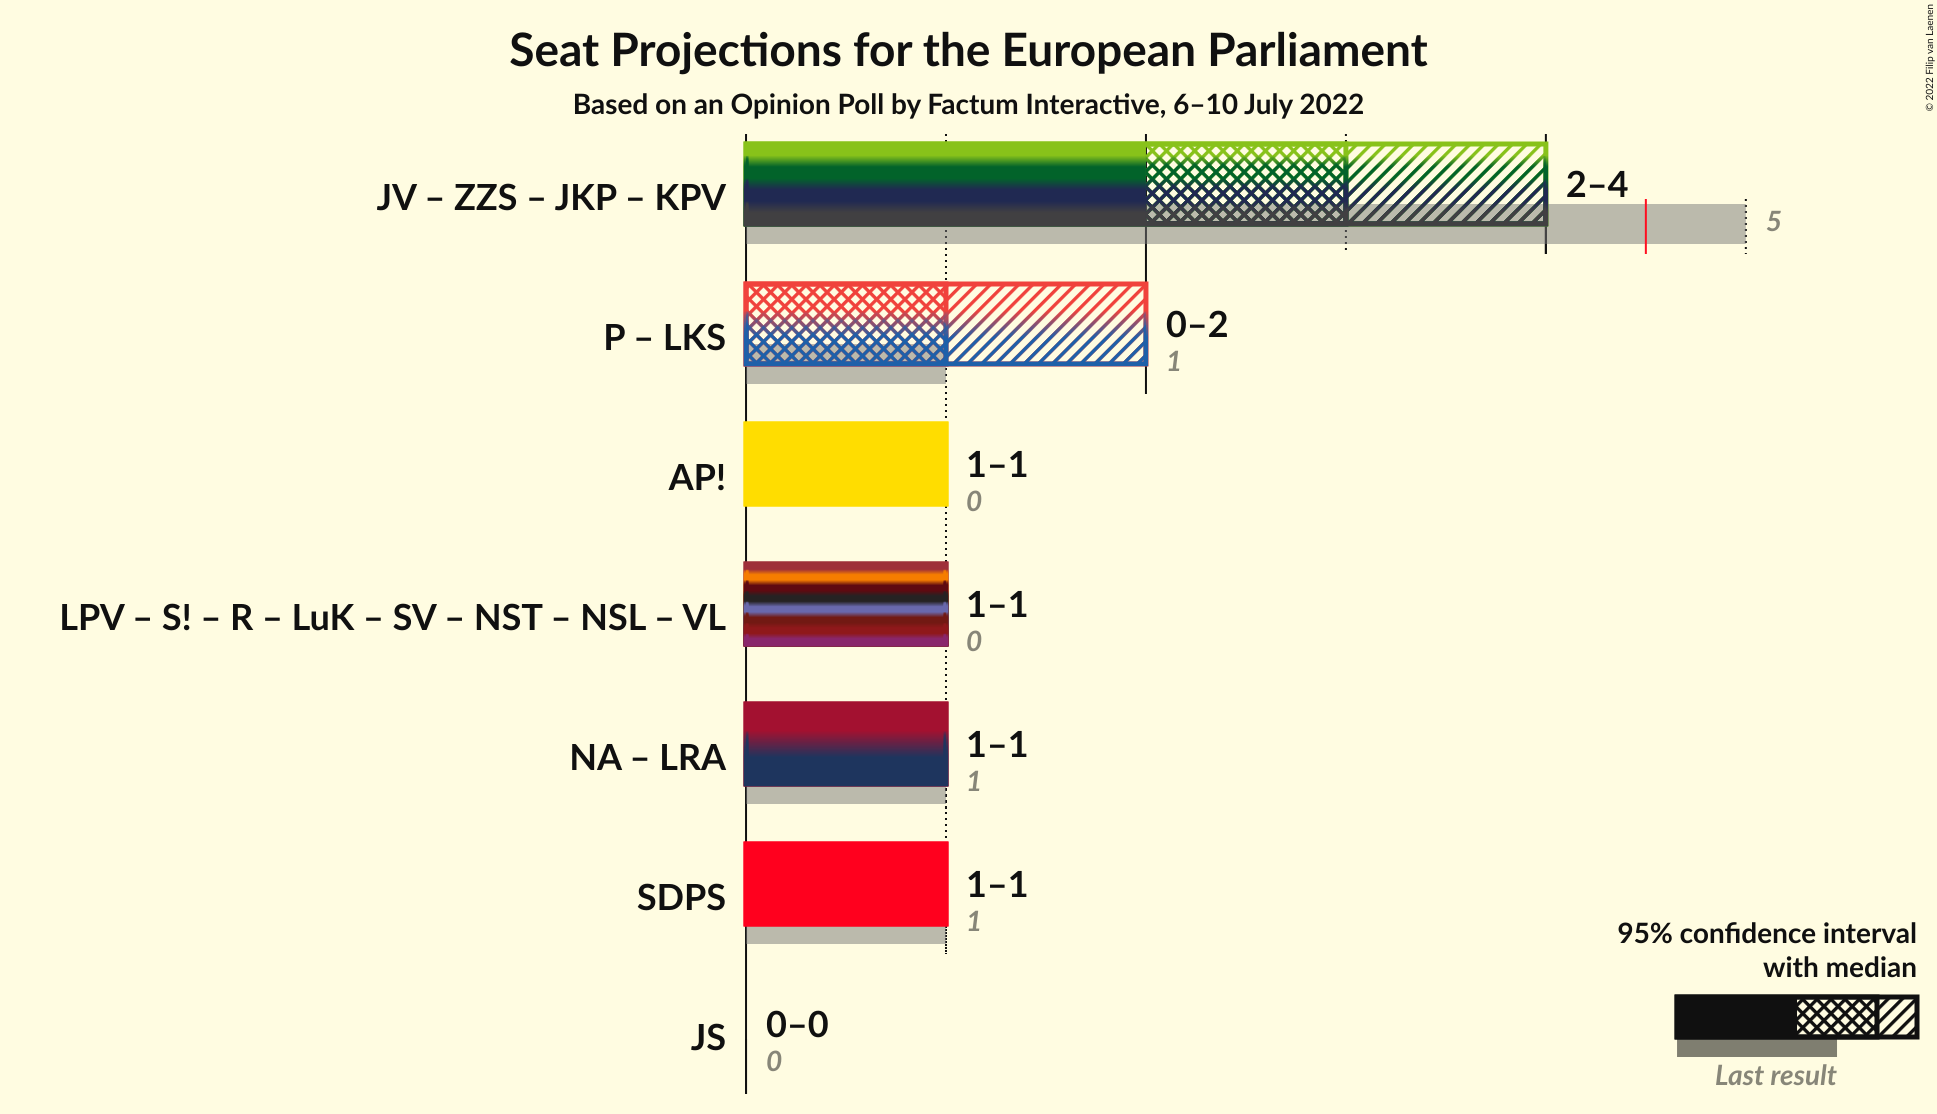 Seat Projections for the European Parliament
Based on an Opinion Poll by Factum Interactive, 6–10 July 2022
© 2022 Filip van Laenen
JV – ZZS – JKP – KPV
2–4
5
P – LKS
0–2
1
AP!
1–1
0
LPV – S! – R – LuK – SV – NST – NSL – VL
1–1
0
NA – LRA
1–1
1
SDPS
1–1
1
JS
0–0
0
95% confidence interval
with median
Last result